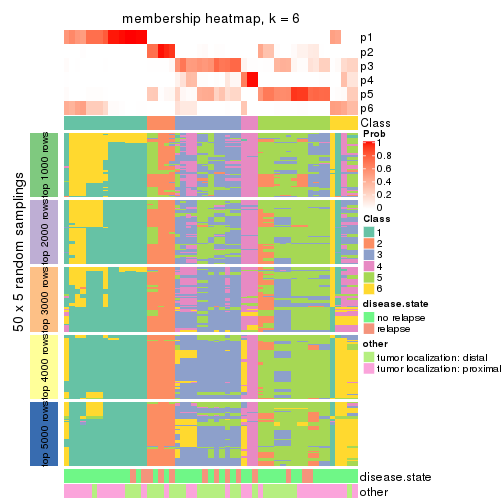 membership heatmap, k = 6
p1
p2
p3
p4
p5
p6
Class
50 x 5 random samplings
top 1000 rows
top 2000 rows
top 3000 rows
top 4000 rows
top 5000 rows
Prob
1
0.8
0.6
0.4
0.2
0
Class
1
2
3
4
5
6
disease.state
no relapse
relapse
other
tumor localization: distal
tumor localization: proximal
disease.state
other